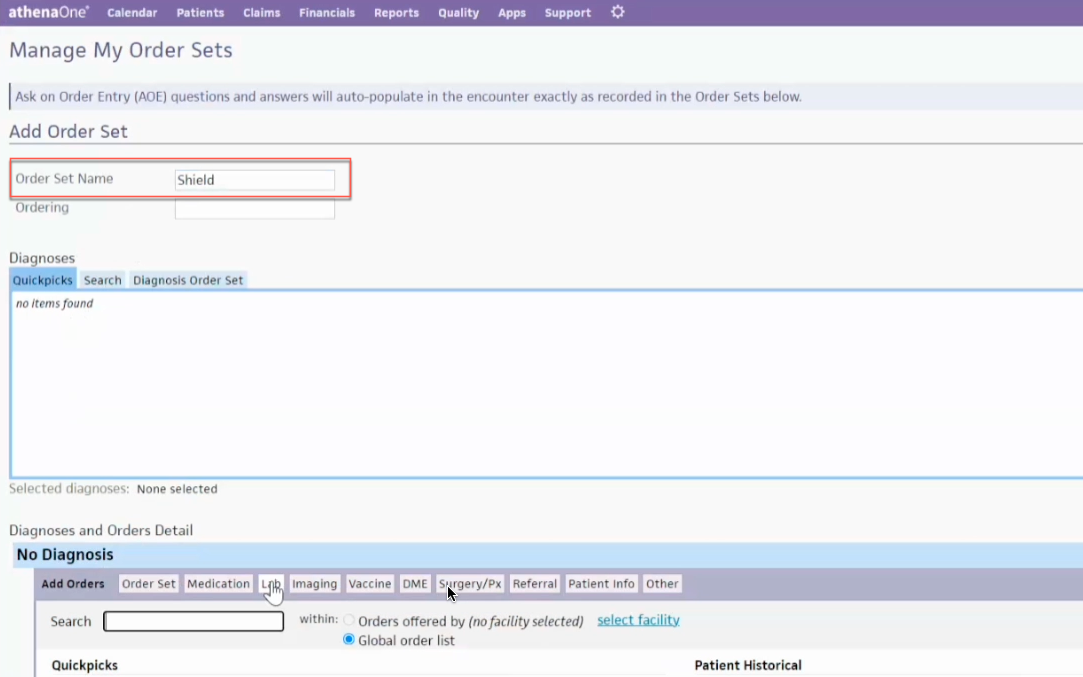 athenaOne Calendar Patients Claims Financials Reports Quality Apps Support
Manage My Order Sets
Ask on Order Entry (AOE) questions and answers will auto-populate in the encounter exactly as recorded in the Order Sets below.
Add Order Set
Order Set Name Shield
Ordering
Diagnoses
Quickpicks Search Diagnosis Order Set
no items found
Selected diagnoses: None selected
Diagnoses and Orders Detail
No Diagnosis
Add Orders Order Set Medication Lab Imaging Vaccine DME Surgery/Px Referral Patient Info Other
Search within: Orders offered by (no facility selected) select facility
Global order list
Quickpicks Patient Historical